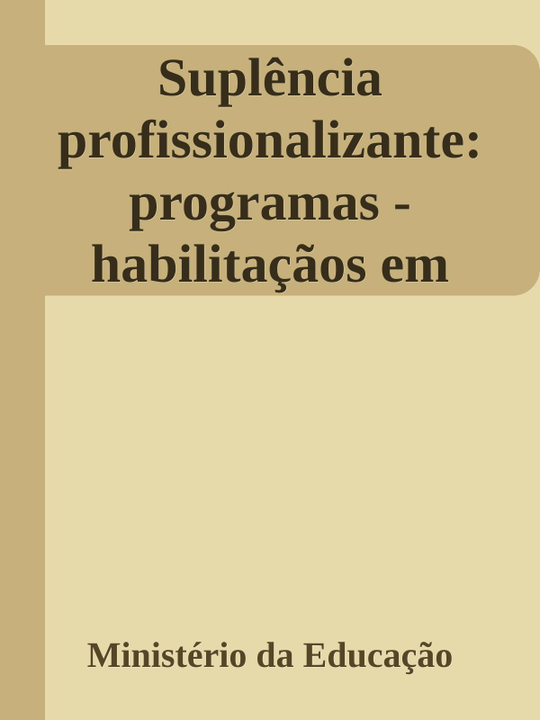 Suplência
profissionalizante:
programas -
habilitaçãos em
Ministério da Educação